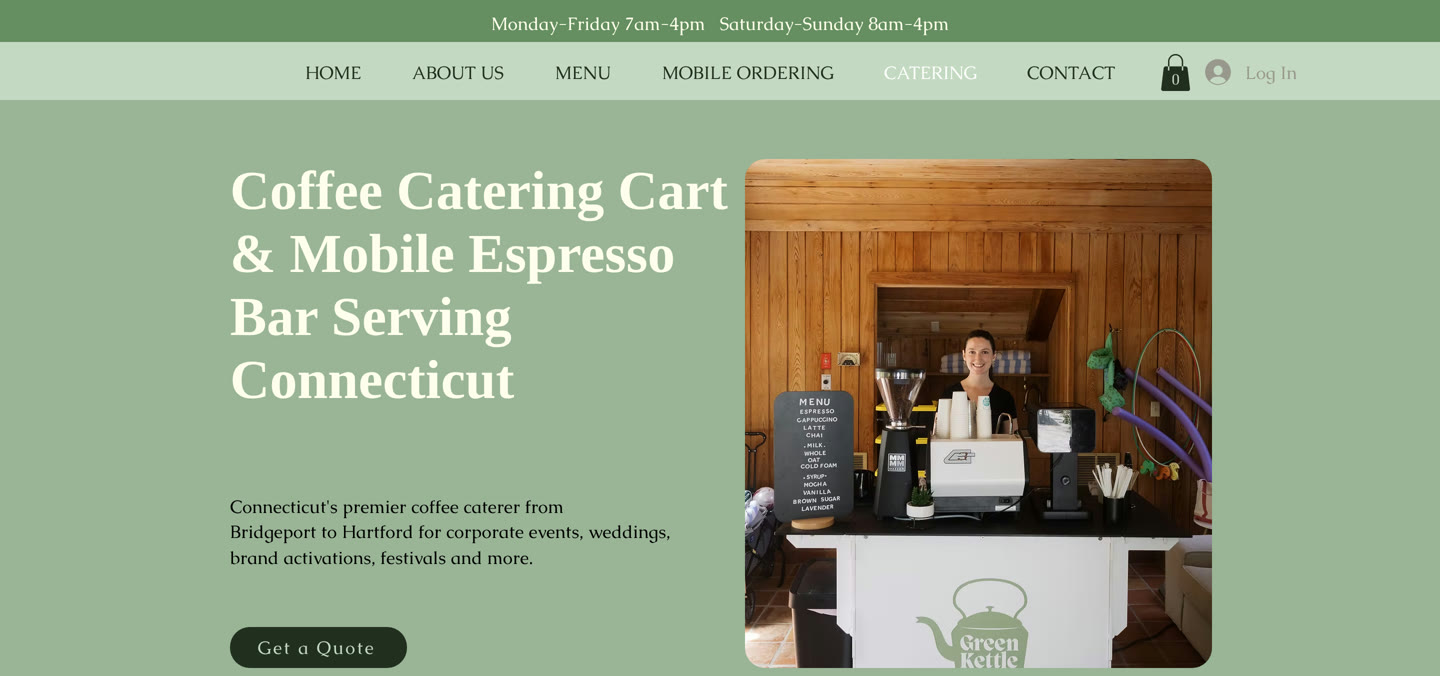 Monday-Friday 7am-4pm   Saturday-Sunday 8am-4pm
HOME ABOUT US MENU MOBILE ORDERING CATERING CONTACT 0 Log In
Coffee Catering Cart
& Mobile Espresso
Bar Serving
Connecticut
Connecticut's premier coffee caterer from
Bridgeport to Hartford for corporate events, weddings,
brand activations, festivals and more.
Get a Quote
MENU
ESPRESSO
CAPPUCCINO
LATTE
CHAI
·MILK·
WHOLE
OAT
COLD FOAM
·SYRUP·
MOCHA
VANILLA
BROWN SUGAR
LAVENDER
Green
Kettle